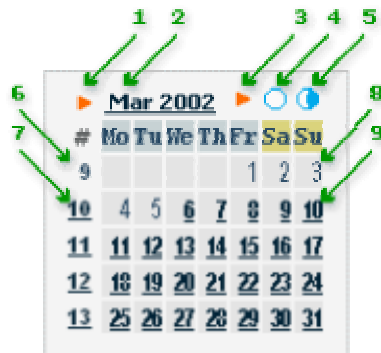 1 2 3 4 5
Mar 2002
6 8
# Mo Tu We Th Fr Sa Su
7 9
9 1 2 3
10 4 5 6 7 8 9 10
11 11 12 13 14 15 16 17
12 18 19 20 21 22 23 24
13 25 26 27 28 29 30 31